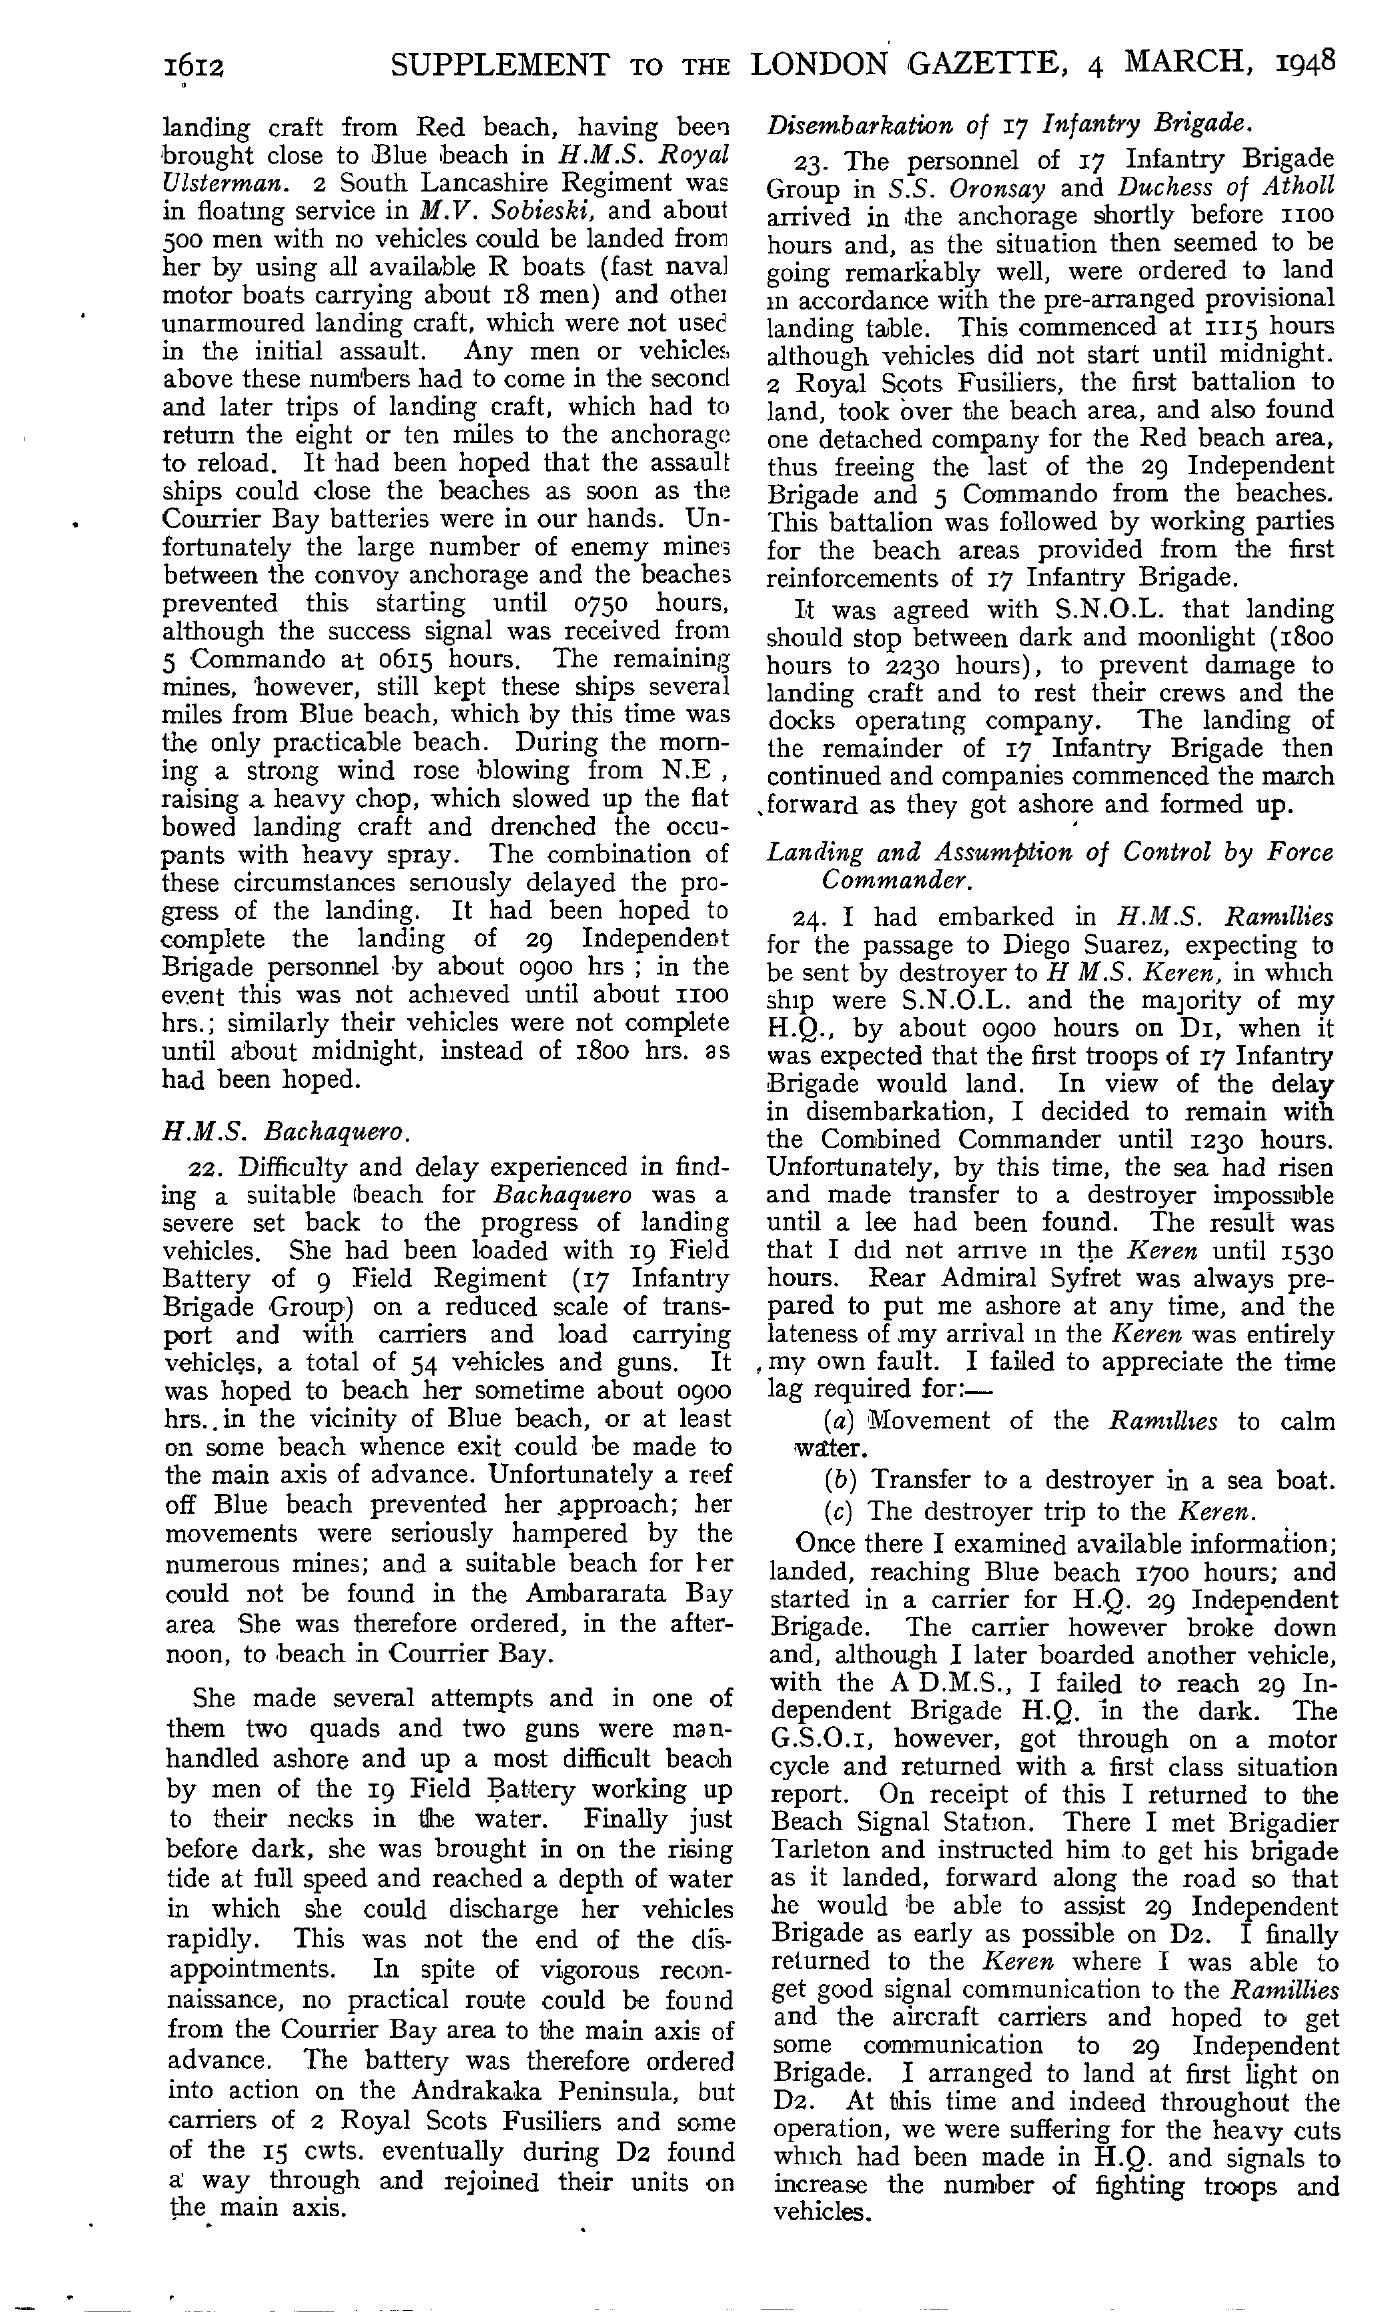 1612 SUPPLEMENT TO THE LONDON GAZETTE, 4 MARCH, 1948
landing craft from Red beach, having been
brought close to Blue beach in H.M.S. Royal
Ulsterman. 2 South Lancashire Regiment was
in floating service in M.V. Sobieski, and about
500 men with no vehicles could be landed from
her by using all available R boats (fast naval
motor boats carrying about 18 men) and other
unarmoured landing craft, which were not used
in the initial assault. Any men or vehicles
above these numbers had to come in the second
and later trips of landing craft, which had to
return the eight or ten miles to the anchorage
to reload. It had been hoped that the assault
ships could close the beaches as soon as the
Courrier Bay batteries were in our hands. Un-
fortunately the large number of enemy mines
between the convoy anchorage and the beaches
prevented this starting until 0750 hours,
although the success signal was received from
5 Commando at 0615 hours. The remaining
mines, however, still kept these ships several
miles from Blue beach, which by this time was
the only practicable beach. During the morn-
ing a strong wind rose blowing from N.E,
raising a heavy chop, which slowed up the flat
bowed landing craft and drenched the occu-
pants with heavy spray. The combination of
these circumstances seriously delayed the pro-
gress of the landing. It had been hoped to
complete the landing of 29 Independent
Brigade personnel by about 0900 hrs ; in the
event this was not achieved until about 1100
hrs.; similarly their vehicles were not complete
until about midnight, instead of 1800 hrs. as
had been hoped.
H.M.S. Bachaquero.
22. Difficulty and delay experienced in find-
ing a suitable beach for Bachaquero was a
severe set back to the progress of landing
vehicles. She had been loaded with 19 Field
Battery of 9 Field Regiment (17 Infantry
Brigade Group) on a reduced scale of trans-
port and with carriers and load carrying
vehicles, a total of 54 vehicles and guns. It
was hoped to beach her sometime about 0900
hrs. in the vicinity of Blue beach, or at least
on some beach whence exit could be made to
the main axis of advance. Unfortunately a reef
off Blue beach prevented her approach; her
movements were seriously hampered by the
numerous mines; and a suitable beach for her
could not be found in the Ambararata Bay
area She was therefore ordered, in the after-
noon, to beach in Courrier Bay.
She made several attempts and in one of
them two quads and two guns were man-
handled ashore and up a most difficult beach
by men of the 19 Field Battery working up
to their necks in the water. Finally just
before dark, she was brought in on the rising
tide at full speed and reached a depth of water
in which she could discharge her vehicles
rapidly. This was not the end of the dis-
appointments. In spite of vigorous recon-
naissance, no practical route could be found
from the Courrier Bay area to the main axis of
advance. The battery was therefore ordered
into action on the Andrakaka Peninsula, but
carriers of 2 Royal Scots Fusiliers and some
of the 15 cwts. eventually during D2 found
a way through and rejoined their units on
the main axis.
Disembarkation of 17 Infantry Brigade.
23. The personnel of 17 Infantry Brigade
Group in S.S. Oronsay and Duchess of Atholl
arrived in the anchorage shortly before 1100
hours and, as the situation then seemed to be
going remarkably well, were ordered to land
in accordance with the pre-arranged provisional
landing table. This commenced at 1115 hours
although vehicles did not start until midnight.
2 Royal Scots Fusiliers, the first battalion to
land, took over the beach area, and also found
one detached company for the Red beach area,
thus freeing the last of the 29 Independent
Brigade and 5 Commando from the beaches.
This battalion was followed by working parties
for the beach areas provided from the first
reinforcements of 17 Infantry Brigade.
It was agreed with S.N.O.L. that landing
should stop between dark and moonlight (1800
hours to 2230 hours), to prevent damage to
landing craft and to rest their crews and the
docks operating company. The landing of
the remainder of 17 Infantry Brigade then
continued and companies commenced the march
forward as they got ashore and formed up.
Landing and Assumption of Control by Force
Commander.
24. I had embarked in H.M.S. Ramillies
for the passage to Diego Suarez, expecting to
be sent by destroyer to H M.S. Keren, in which
ship were S.N.O.L. and the majority of my
H.Q., by about 0900 hours on D1, when it
was expected that the first troops of 17 Infantry
Brigade would land. In view of the delay
in disembarkation, I decided to remain with
the Combined Commander until 1230 hours.
Unfortunately, by this time, the sea had risen
and made transfer to a destroyer impossible
until a lee had been found. The result was
that I did not arrive in the Keren until 1530
hours. Rear Admiral Syfret was always pre-
pared to put me ashore at any time, and the
lateness of my arrival in the Keren was entirely
my own fault. I failed to appreciate the time
lag required for:—
(a) Movement of the Ramillies to calm
water.
(b) Transfer to a destroyer in a sea boat.
(c) The destroyer trip to the Keren.
Once there I examined available information;
landed, reaching Blue beach 1700 hours; and
started in a carrier for H.Q. 29 Independent
Brigade. The carrier however broke down
and, although I later boarded another vehicle,
with the A D.M.S., I failed to reach 29 In-
dependent Brigade H.Q. in the dark. The
G.S.O.1, however, got through on a motor
cycle and returned with a first class situation
report. On receipt of this I returned to the
Beach Signal Station. There I met Brigadier
Tarleton and instructed him to get his brigade
as it landed, forward along the road so that
he would be able to assist 29 Independent
Brigade as early as possible on D2. I finally
returned to the Keren where I was able to
get good signal communication to the Ramillies
and the aircraft carriers and hoped to get
some communication to 29 Independent
Brigade. I arranged to land at first light on
D2. At this time and indeed throughout the
operation, we were suffering for the heavy cuts
which had been made in H.Q. and signals to
increase the number of fighting troops and
vehicles.